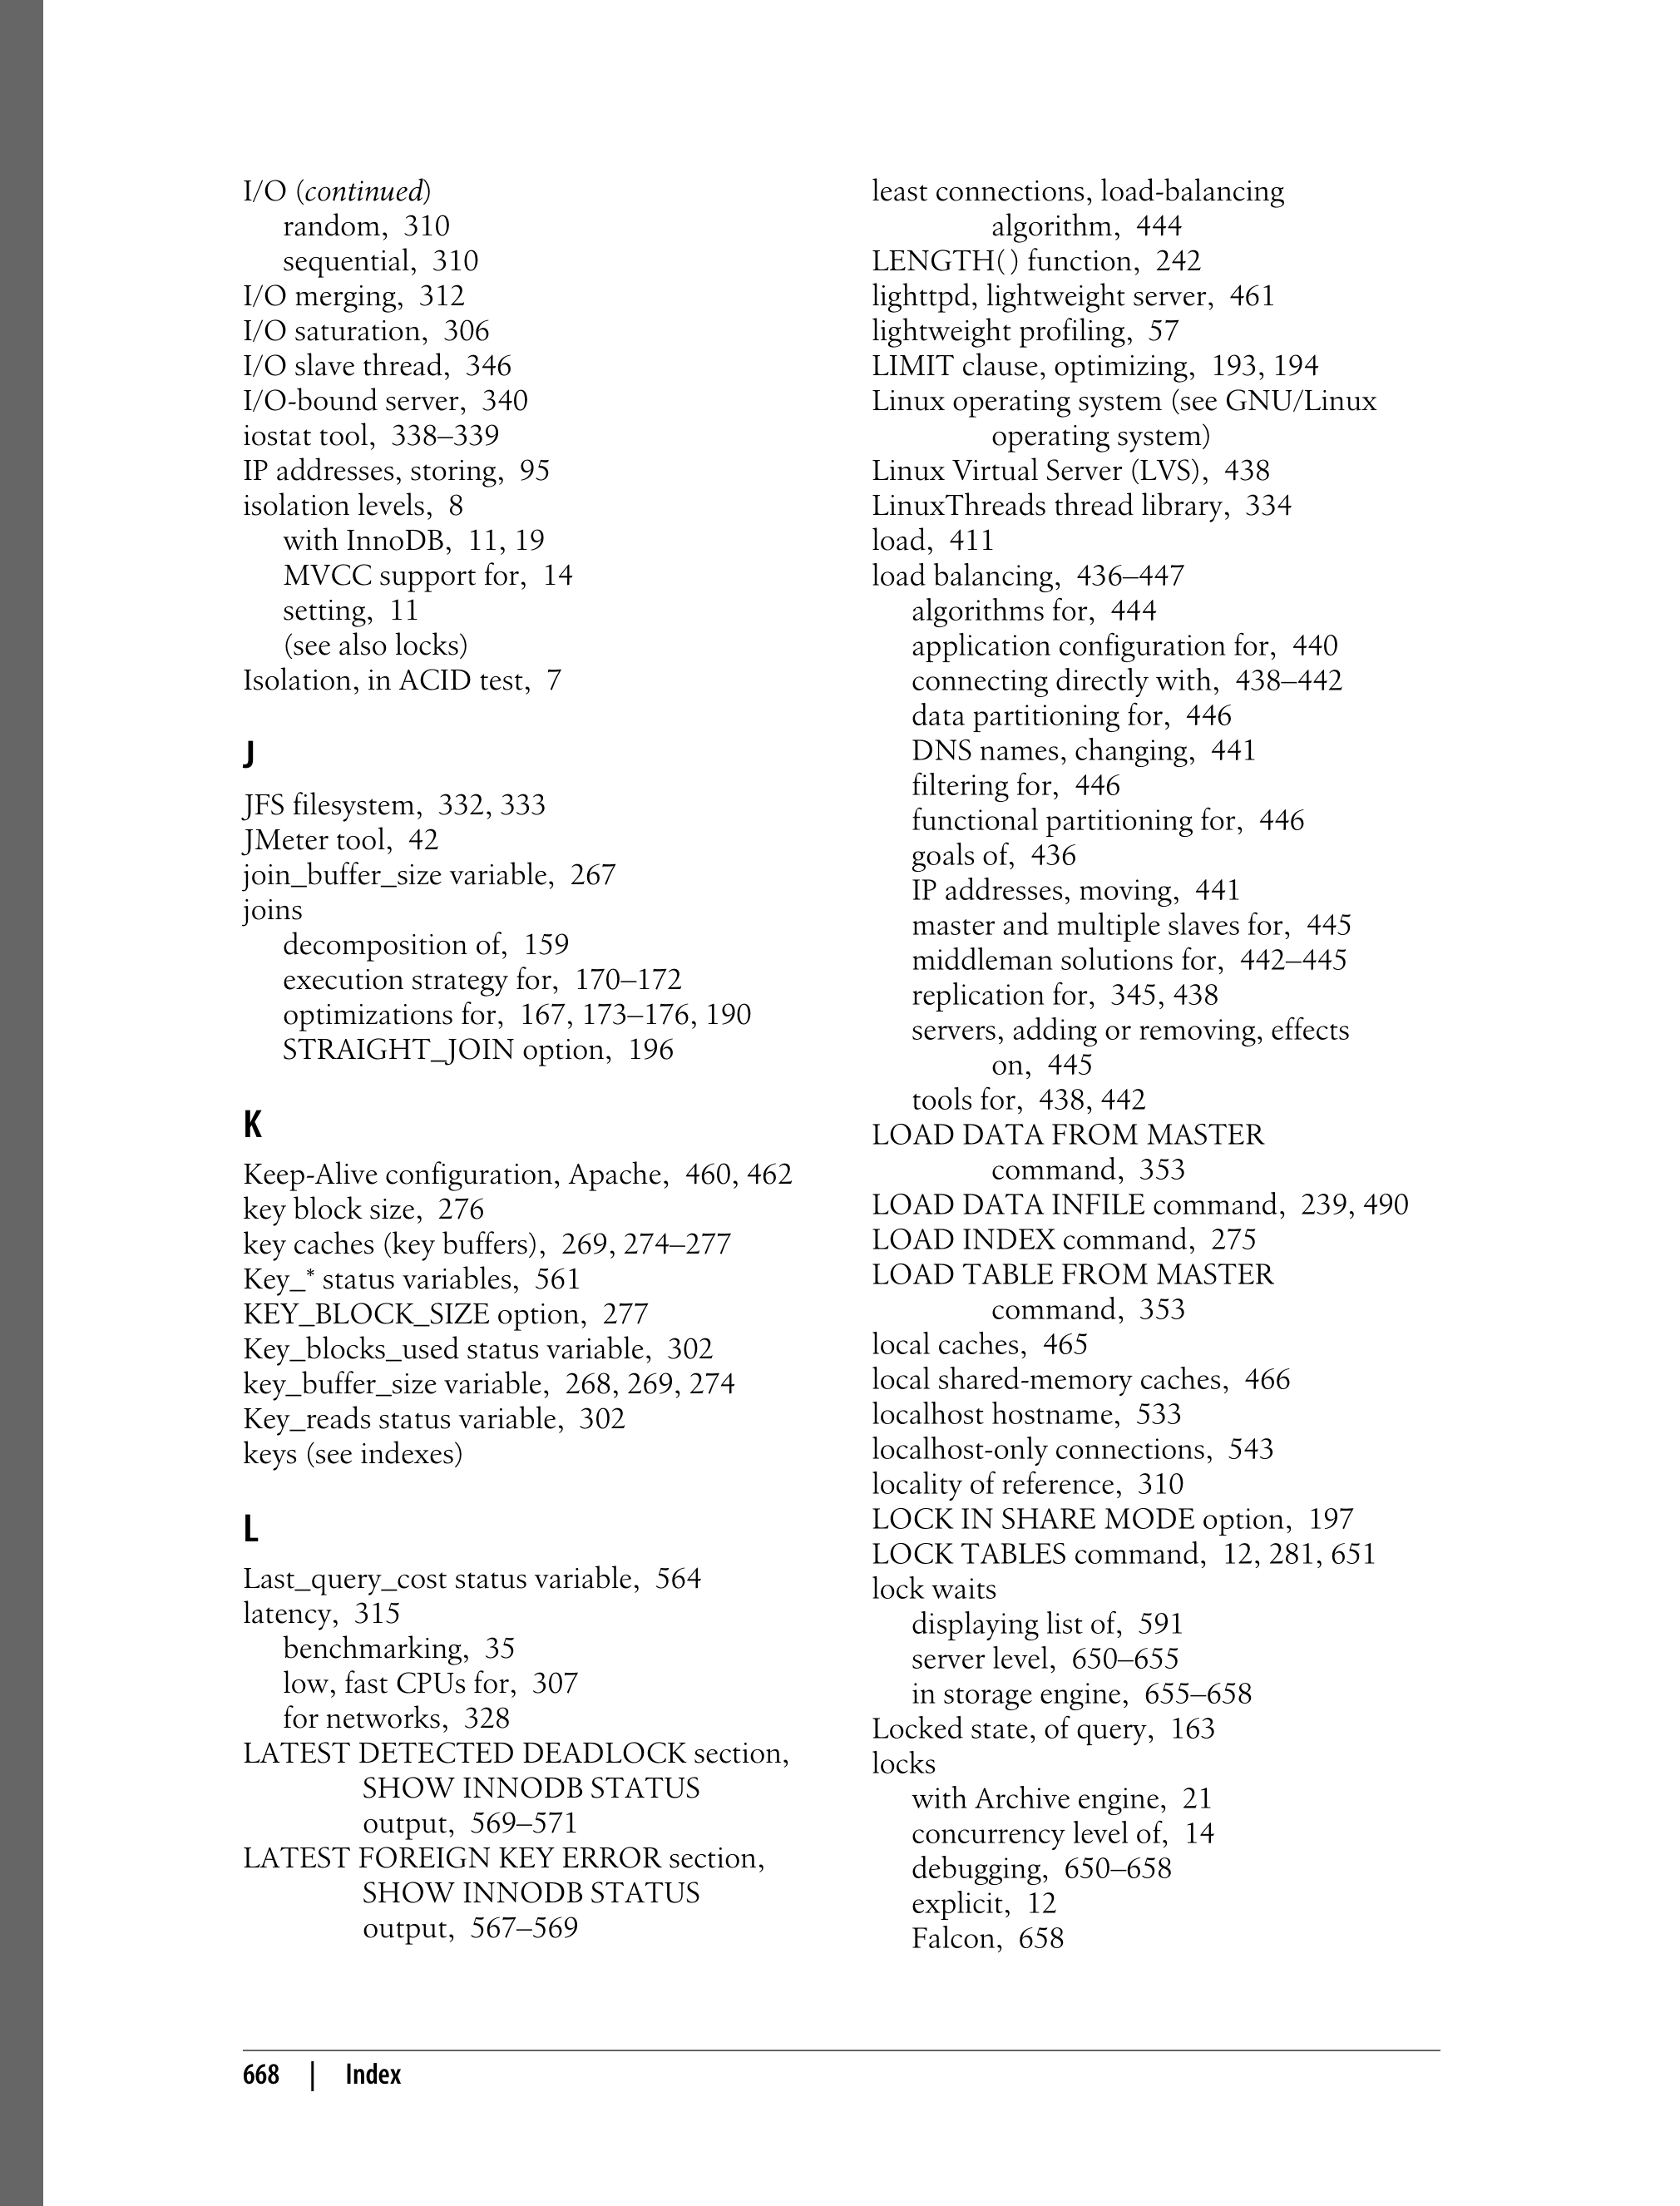 I/O (continued)
random, 310
sequential, 310
I/O merging, 312
I/O saturation, 306
I/O slave thread, 346
I/O-bound server, 340
iostat tool, 338–339
IP addresses, storing, 95
isolation levels, 8
with InnoDB, 11, 19
MVCC support for, 14
setting, 11
(see also locks)
Isolation, in ACID test, 7
J
JFS filesystem, 332, 333
JMeter tool, 42
join_buffer_size variable, 267
joins
decomposition of, 159
execution strategy for, 170–172
optimizations for, 167, 173–176, 190
STRAIGHT_JOIN option, 196
K
Keep-Alive configuration, Apache, 460, 462
key block size, 276
key caches (key buffers), 269, 274–277
Key_* status variables, 561
KEY_BLOCK_SIZE option, 277
Key_blocks_used status variable, 302
key_buffer_size variable, 268, 269, 274
Key_reads status variable, 302
keys (see indexes)
L
Last_query_cost status variable, 564
latency, 315
benchmarking, 35
low, fast CPUs for, 307
for networks, 328
LATEST DETECTED DEADLOCK section,
SHOW INNODB STATUS
output, 569–571
LATEST FOREIGN KEY ERROR section,
SHOW INNODB STATUS
output, 567–569
least connections, load-balancing
algorithm, 444
LENGTH( ) function, 242
lighttpd, lightweight server, 461
lightweight profiling, 57
LIMIT clause, optimizing, 193, 194
Linux operating system (see GNU/Linux
operating system)
Linux Virtual Server (LVS), 438
LinuxThreads thread library, 334
load, 411
load balancing, 436–447
algorithms for, 444
application configuration for, 440
connecting directly with, 438–442
data partitioning for, 446
DNS names, changing, 441
filtering for, 446
functional partitioning for, 446
goals of, 436
IP addresses, moving, 441
master and multiple slaves for, 445
middleman solutions for, 442–445
replication for, 345, 438
servers, adding or removing, effects
on, 445
tools for, 438, 442
LOAD DATA FROM MASTER
command, 353
LOAD DATA INFILE command, 239, 490
LOAD INDEX command, 275
LOAD TABLE FROM MASTER
command, 353
local caches, 465
local shared-memory caches, 466
localhost hostname, 533
localhost-only connections, 543
locality of reference, 310
LOCK IN SHARE MODE option, 197
LOCK TABLES command, 12, 281, 651
lock waits
displaying list of, 591
server level, 650–655
in storage engine, 655–658
Locked state, of query, 163
locks
with Archive engine, 21
concurrency level of, 14
debugging, 650–658
explicit, 12
Falcon, 658
668 | Index